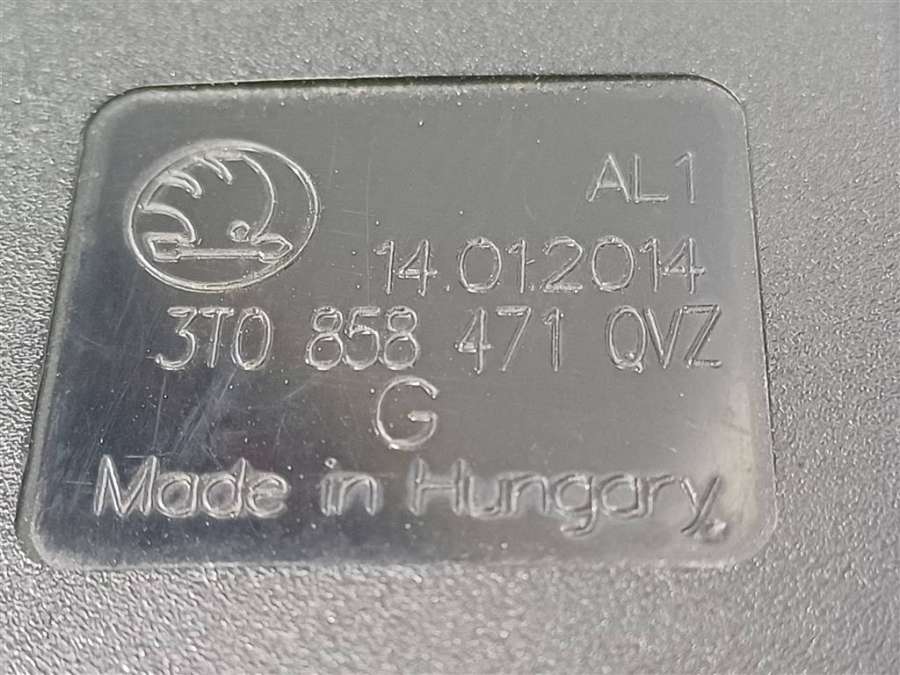 AL1
14.01.2014
3T0 858 471 QVZ
G
Made in Hungary.